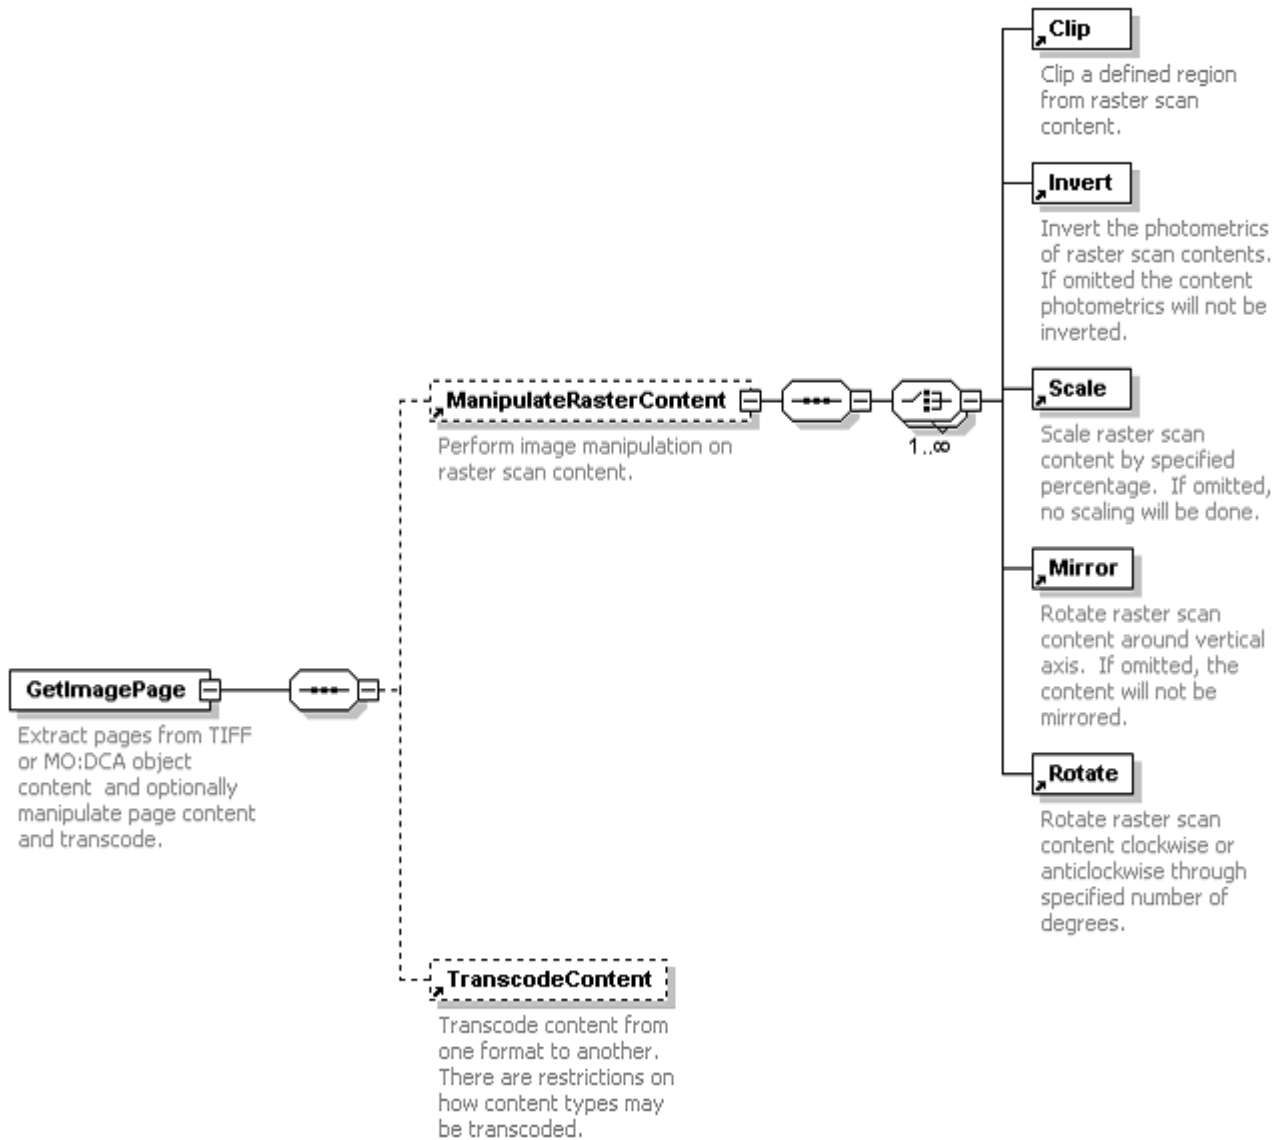 Clip
Clip a defined region
from raster scan
content.
Invert
Invert the photometrics
of raster scan contents.
If omitted the content
photometrics will not be
inverted.
ManipulateRasterContent
Perform image manipulation on
raster scan content.
1..∞
Scale
Scale raster scan
content by specified
percentage.  If omitted,
no scaling will be done.
Mirror
Rotate raster scan
content around vertical
axis.  If omitted, the
content will not be
mirrored.
GetImagePage
Extract pages from TIFF
or MO:DCA object
content  and optionally
manipulate page content
and transcode.
Rotate
Rotate raster scan
content clockwise or
anticlockwise through
specified number of
degrees.
TranscodeContent
Transcode content from
one format to another.
There are restrictions on
how content types may
be transcoded.